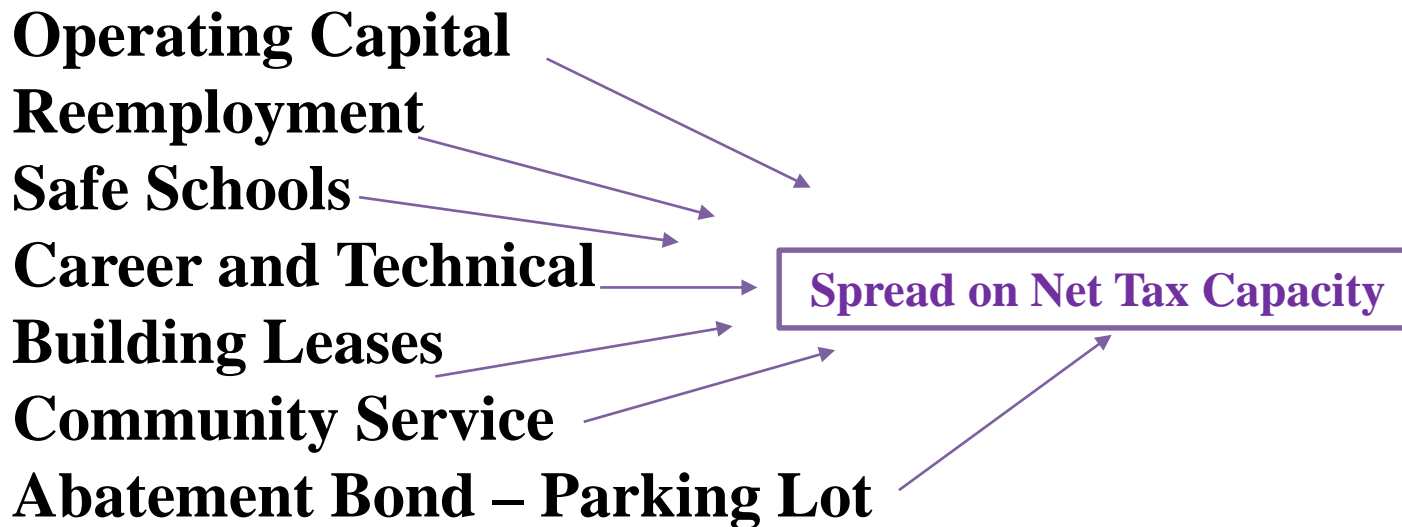 Operating Capital
Reemployment
Safe Schools
Career and Technical
Spread on Net Tax Capacity
Building Leases
Community Service
Abatement Bond – Parking Lot